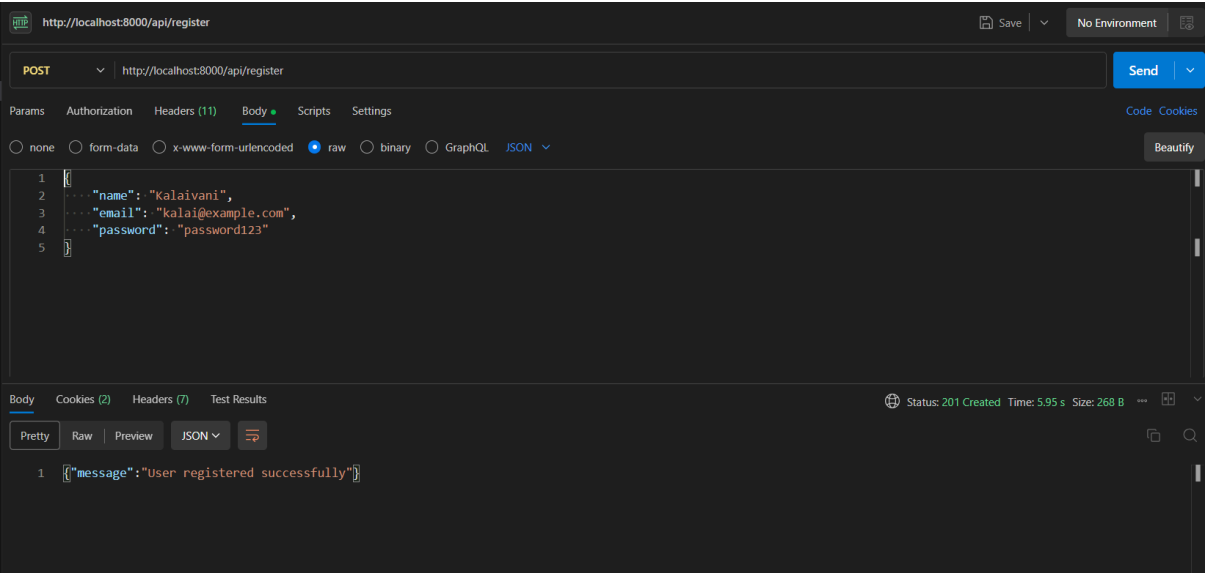 HTTP http://localhost:8000/api/register Save No Environment
POST http://localhost:8000/api/register Send
Params Authorization Headers (11) Body Scripts Settings Code Cookies
none form-data x-www-form-urlencoded raw binary GraphQL JSON Beautify
1 {
2 "name": "Kalaivani",
3 "email": "kalai@example.com",
4 "password": "password123"
5 }
Body Cookies (2) Headers (7) Test Results Status: 201 Created Time: 5.95 s Size: 268 B
Pretty Raw Preview JSON
1 {"message":"User registered successfully"}